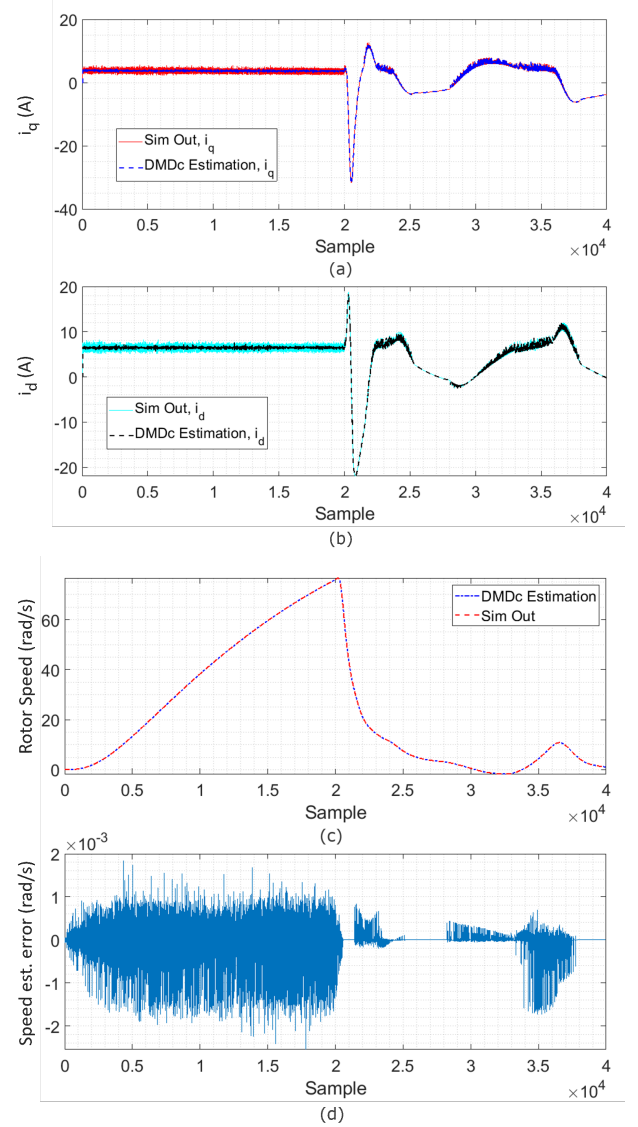 20
0
-20
-40
i_q (A)
Sim Out, i_q
DMDc Estimation, i_q
0 0.5 1 1.5 2 2.5 3 3.5 4
Sample
×10^4
(a)
20
10
0
-10
-20
i_d (A)
Sim Out, i_d
DMDc Estimation, i_d
0 0.5 1 1.5 2 2.5 3 3.5 4
Sample
×10^4
(b)
60
40
20
0
Rotor Speed (rad/s)
DMDc Estimation
Sim Out
0 0.5 1 1.5 2 2.5 3 3.5 4
Sample
×10^4
(c)
×10^-3
2
1
0
-1
-2
Speed est. error (rad/s)
0 0.5 1 1.5 2 2.5 3 3.5 4
Sample
×10^4
(d)